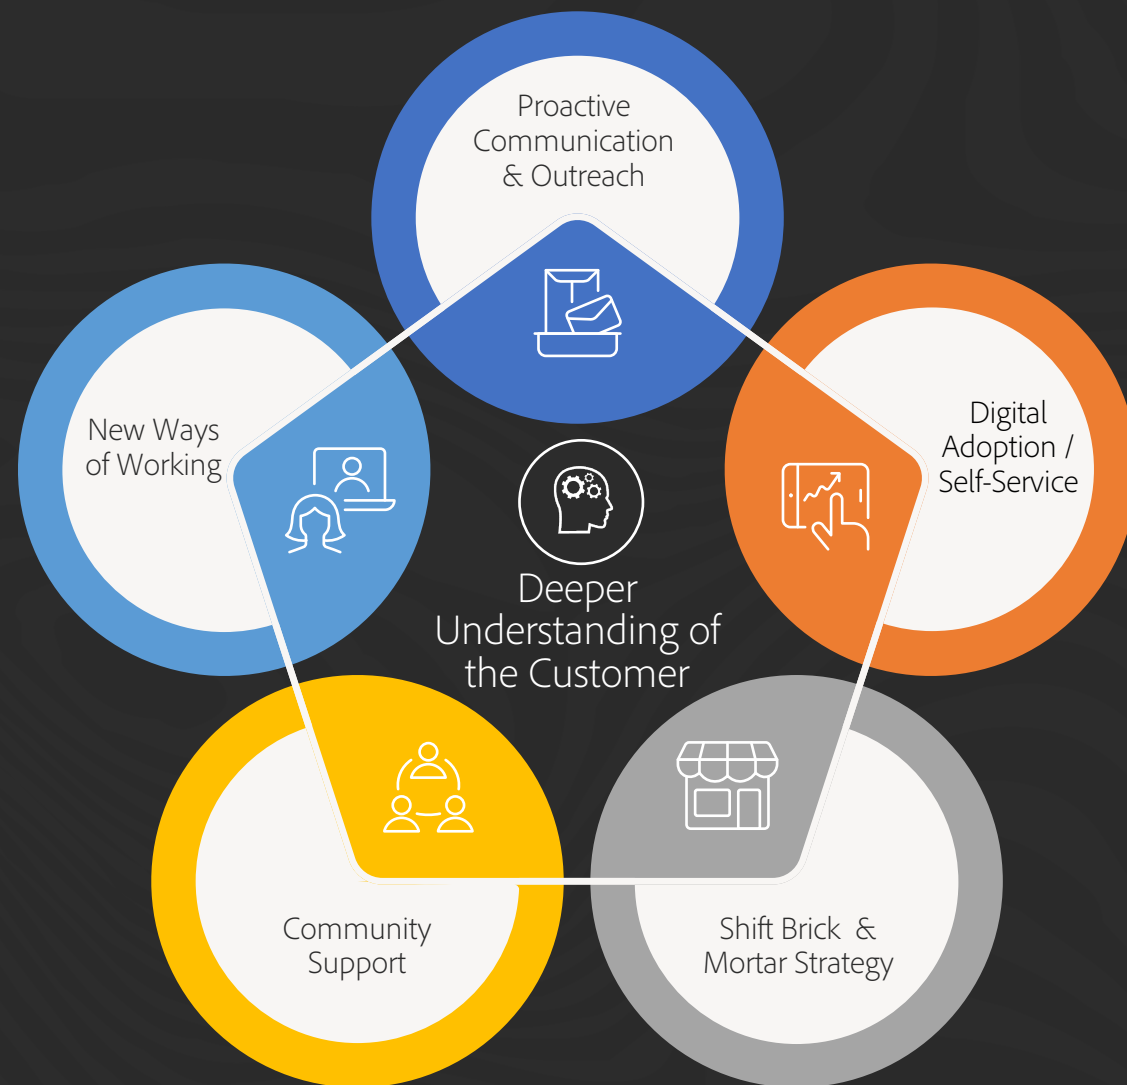 Proactive
Communication
& Outreach
New Ways
of Working
Digital
Adoption /
Self-Service
Deeper
Understanding of
the Customer
Community
Support
Shift Brick &
Mortar Strategy